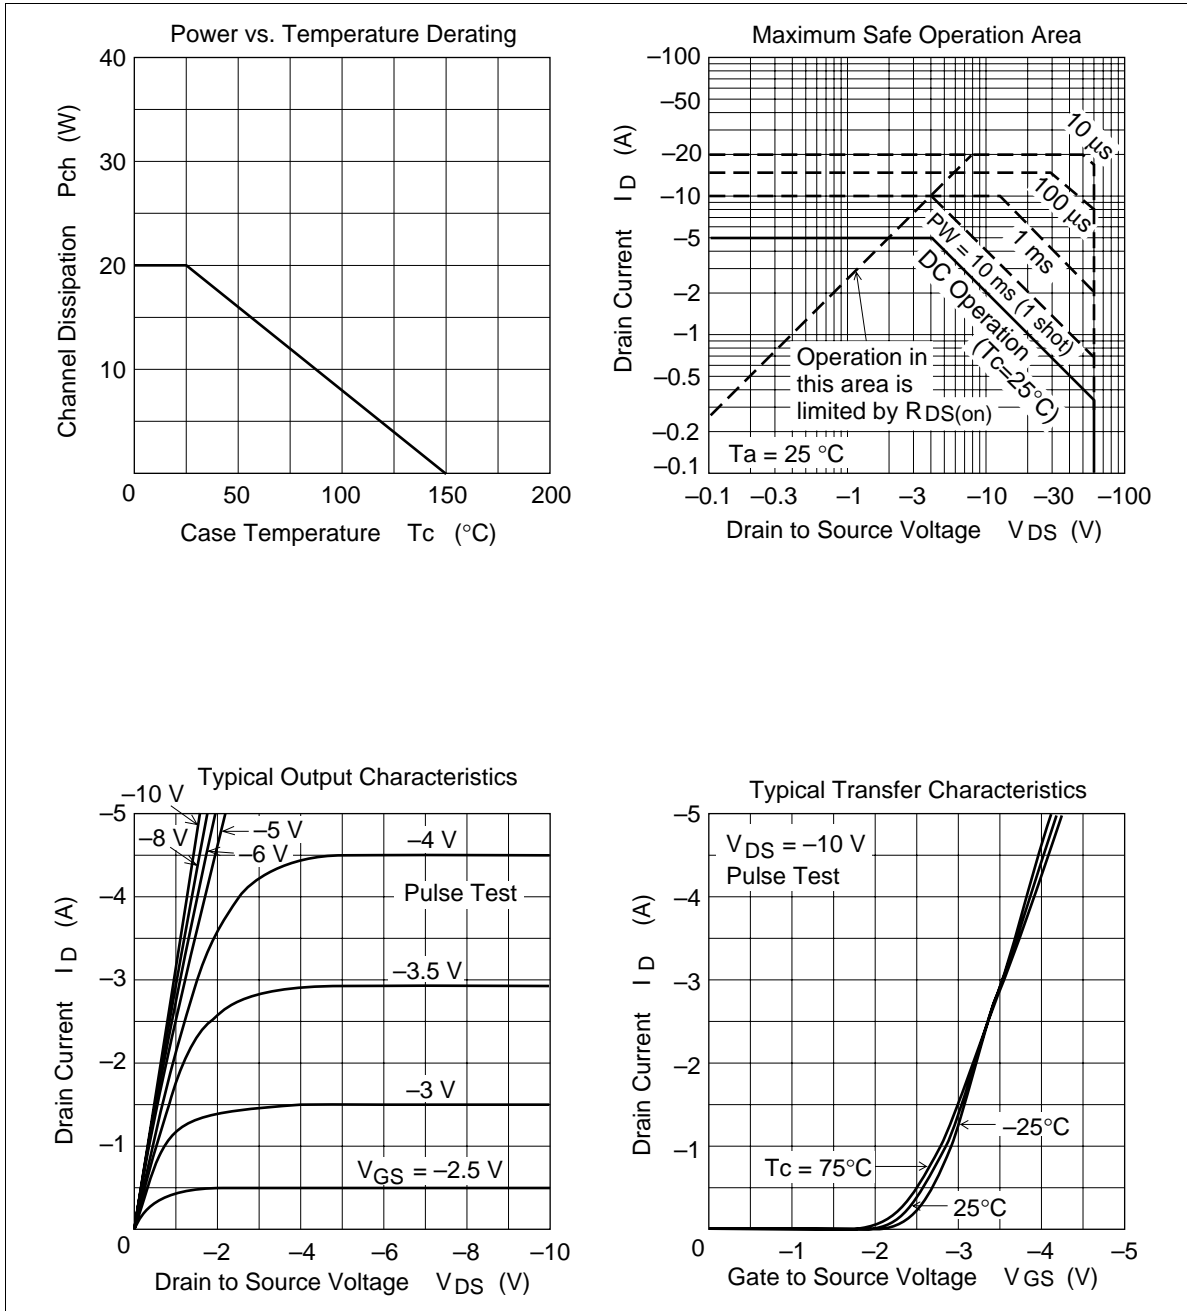 Power vs. Temperature Derating
40
30
20
10
0 50 100 150 200
Channel Dissipation Pch (W)
Case Temperature Tc (°C)
Maximum Safe Operation Area
–100
–50
–20
–10
–5
–2
–1
–0.5
–0.2
–0.1
–0.1 –0.3 –1 –3 –10 –30 –100
Drain Current I D (A)
Drain to Source Voltage V DS (V)
10 µs
100 µs
1 ms
PW = 10 ms (1 shot)
DC Operation
(Tc=25°C)
Operation in
this area is
limited by R DS(on)
Ta = 25 °C
Typical Output Characteristics
–5
–4
–3
–2
–1
0 –2 –4 –6 –8 –10
Drain Current I D (A)
Drain to Source Voltage V DS (V)
–10 V
–8 V
–5 V
–6 V
–4 V
Pulse Test
–3.5 V
–3 V
VGS = –2.5 V
Typical Transfer Characteristics
–5
–4
–3
–2
–1
0 –1 –2 –3 –4 –5
Drain Current I D (A)
Gate to Source Voltage V GS (V)
V DS = –10 V
Pulse Test
–25°C
Tc = 75°C
25°C